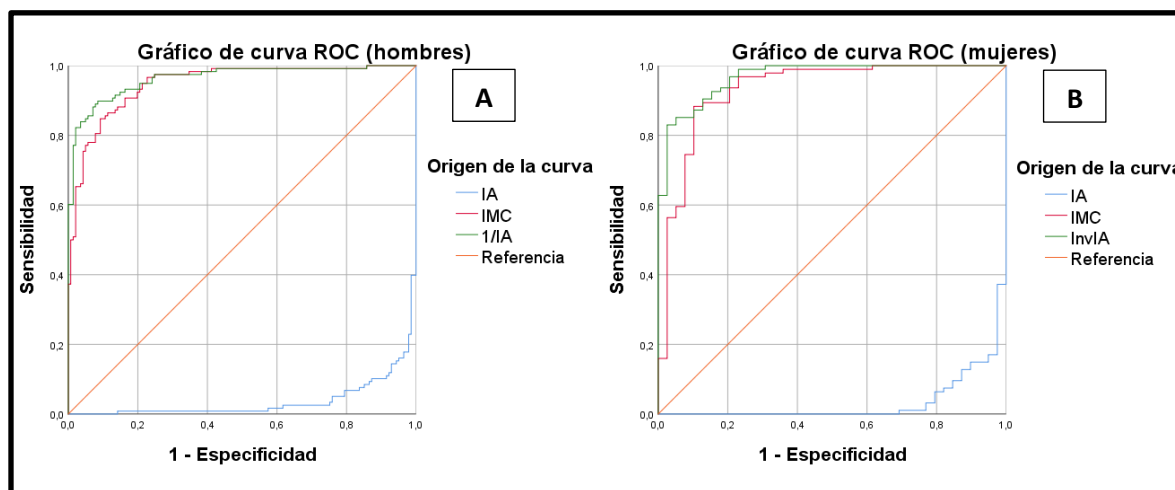 Gráfico de curva ROC (hombres)
A
Sensibilidad
1,0
0,8
0,6
0,4
0,2
0,0
0,0
0,2
0,4
0,6
0,8
1,0
1 - Especificidad
Origen de la curva
IA
IMC
1/IA
Referencia
Gráfico de curva ROC (mujeres)
B
Sensibilidad
1,0
0,8
0,6
0,4
0,2
0,0
0,0
0,2
0,4
0,6
0,8
1,0
1 - Especificidad
Origen de la curva
IA
IMC
InvIA
Referencia